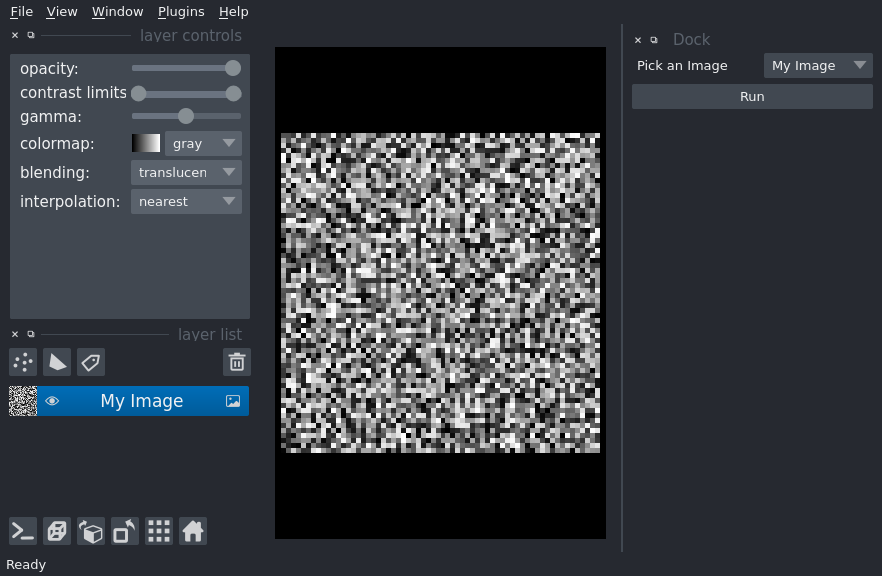 File View Window Plugins Help
layer controls
opacity:
contrast limits
gamma:
colormap: gray
blending: translucen
interpolation: nearest
layer list
My Image
Ready
Dock
Pick an Image My Image
Run